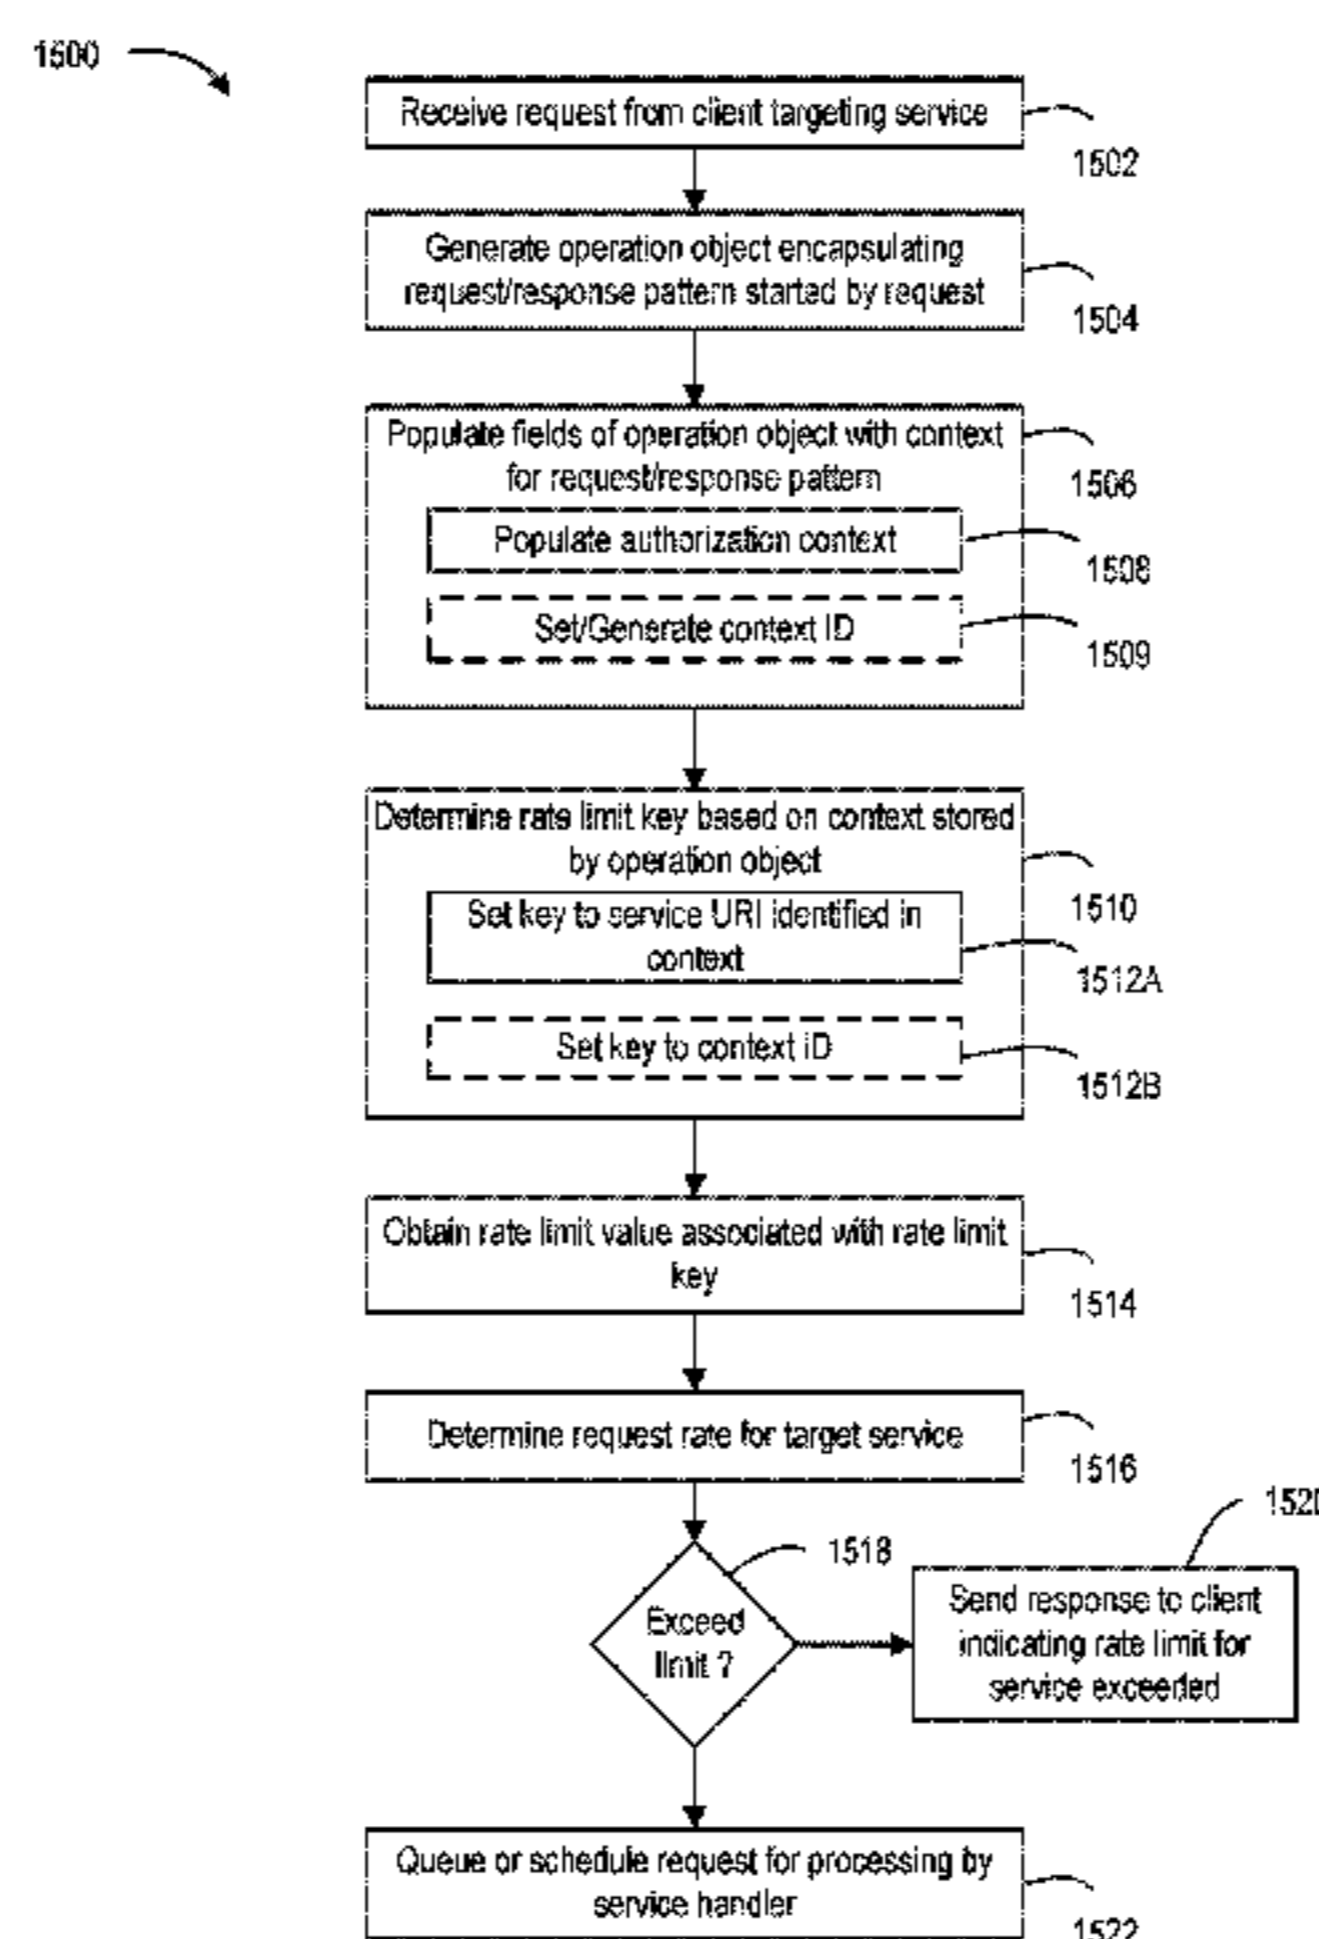 1500
Receive request from client targeting service
1502
Generate operation object encapsulating
request/response pattern started by request
1504
Populate fields of operation object with context
for request/response pattern
1506
Populate authorization context
1508
Set/Generate context ID
1509
Determine rate limit key based on context stored
by operation object
1510
Set key to service URI identified in
context
1512A
Set key to context ID
1512B
Obtain rate limit value associated with rate limit
key
1514
Determine request rate for target service
1516
1518
Exceed
limit ?
1520
Send response to client
indicating rate limit for
service exceeded
Queue or schedule request for processing by
service handler
1522